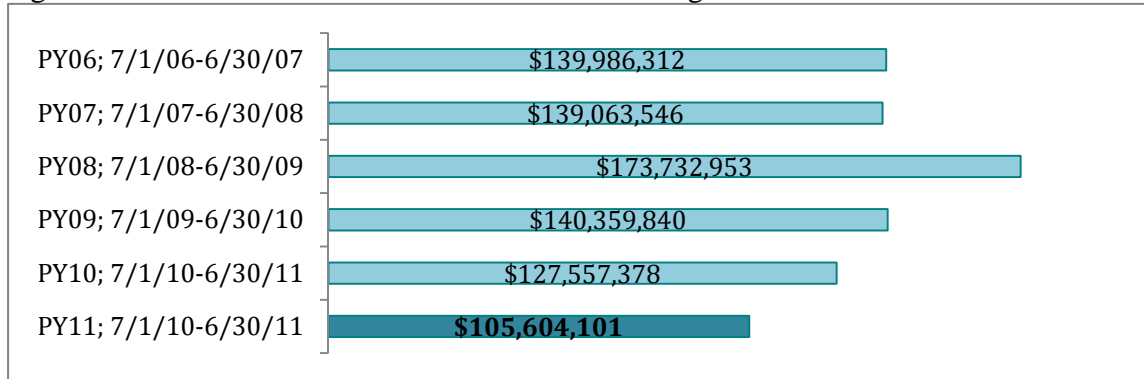 PY06; 7/1/06-6/30/07 $139,986,312
PY07; 7/1/07-6/30/08 $139,063,546
PY08; 7/1/08-6/30/09 $173,732,953
PY09; 7/1/09-6/30/10 $140,359,840
PY10; 7/1/10-6/30/11 $127,557,378
PY11; 7/1/10-6/30/11 $105,604,101